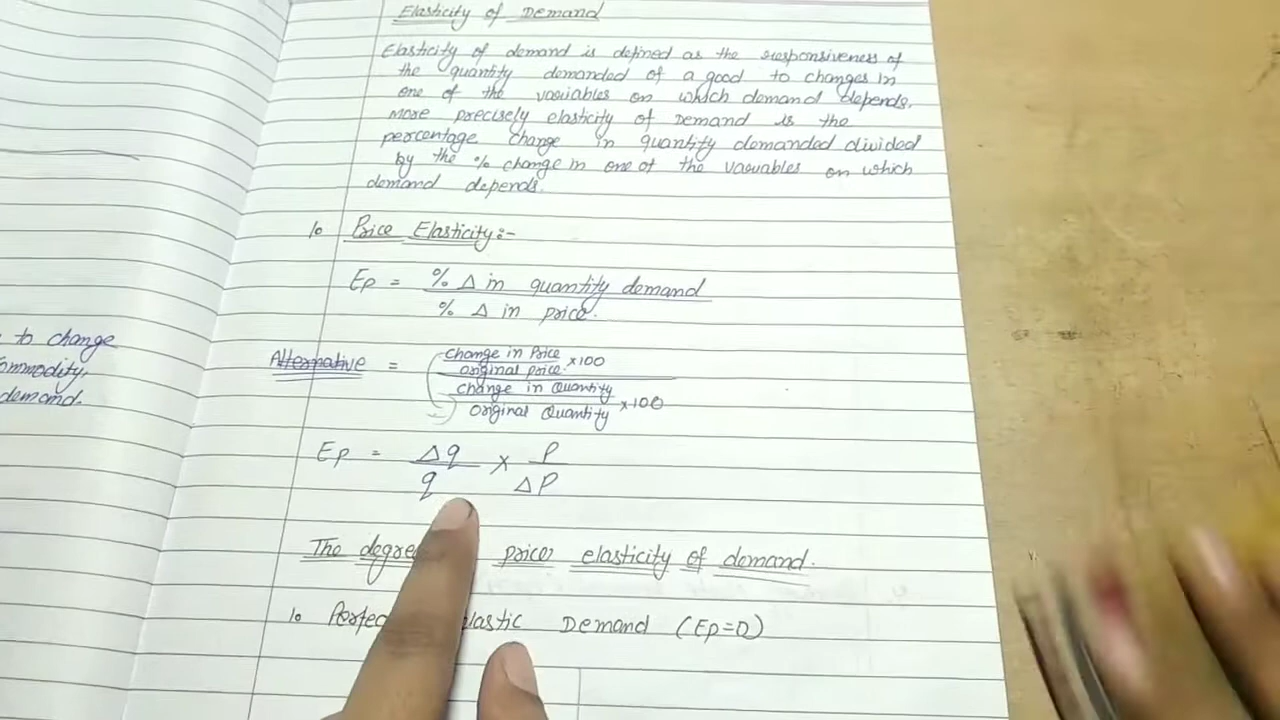 to change
ommodity,
demand.
Elasticity of Demand
Elasticity of demand is defined as the responsiveness of
the quantity demanded of a good to changes in
one of the variables on which demand depends.
more precisely elasticity of Demand is the
percentage change in quantity demanded divided
by the % change in one of the variables on which
demand depends.
1. Price Elasticity:-
Ep = % Δ in quantity demand
% Δ in price.
Alternative = change in Price
original price. ×100
change in Quantity
original Quantity ×100
Ep = Δq × P
q ΔP
The degre price elasticity of demand.
1. Perfec elastic Demand (Ep=0)